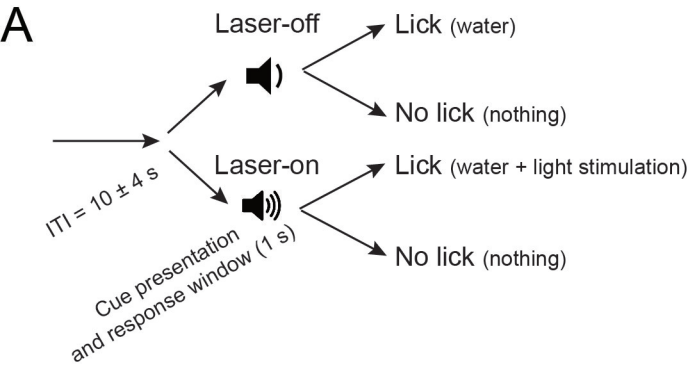 A
Laser-off
Lick (water)
No lick (nothing)
ITI = 10 ± 4 s
Laser-on
Lick (water + light stimulation)
No lick (nothing)
Cue presentation
and response window (1 s)